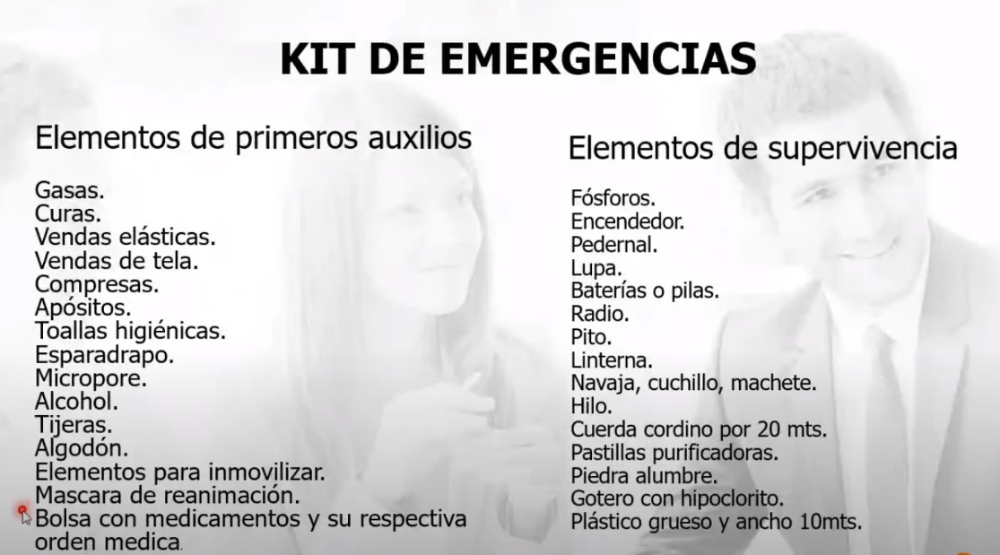 KIT DE EMERGENCIAS
Elementos de primeros auxilios
Gasas.
Curas.
Vendas elásticas.
Vendas de tela.
Compresas.
Apósitos.
Toallas higiénicas.
Esparadrapo.
Micropore.
Alcohol.
Tijeras.
Algodón.
Elementos para inmovilizar.
Mascara de reanimación.
Bolsa con medicamentos y su respectiva
orden medica.
Elementos de supervivencia
Fósforos.
Encendedor.
Pedernal.
Lupa.
Baterías o pilas.
Radio.
Pito.
Linterna.
Navaja, cuchillo, machete.
Hilo.
Cuerda cordino por 20 mts.
Pastillas purificadoras.
Piedra alumbre.
Gotero con hipoclorito.
Plástico grueso y ancho 10mts.